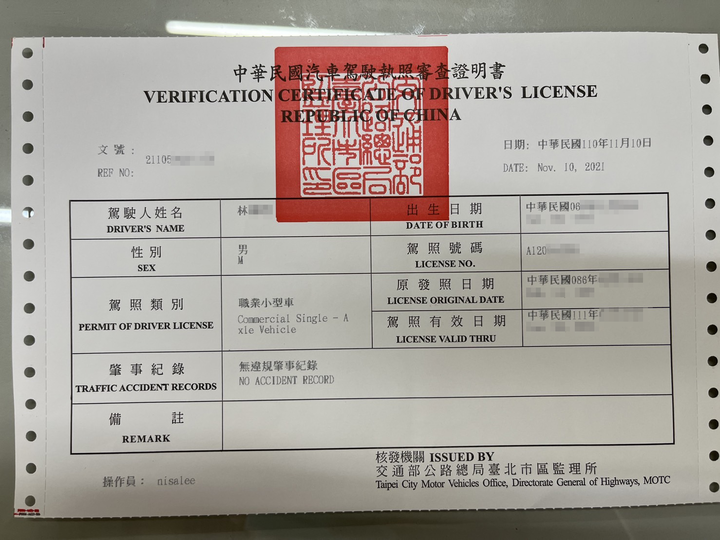 中華民國汽車駕駛執照審查證明書
VERIFICATION CERTIFICATE OF DRIVER'S LICENSE
REPUBLIC OF CHINA
文號：
21105
REF NO:
日期: 中華民國110年11月10日
DATE: Nov. 10, 2021
駕駛人姓名
DRIVER'S NAME
林
出生日期
DATE OF BIRTH
中華民國06
性別
SEX
男
M
駕照號碼
LICENSE NO.
A120
駕照類別
PERMIT OF DRIVER LICENSE
職業小型車
Commercial Single - A
xle Vehicle
原發照日期
LICENSE ORIGINAL DATE
中華民國086年
駕照有效日期
LICENSE VALID THRU
中華民國111年
肇事紀錄
TRAFFIC ACCIDENT RECORDS
無違規肇事紀錄
NO ACCIDENT RECORD
備註
REMARK
操作員： nisalee
核發機關 ISSUED BY
交通部公路總局臺北市區監理所
Taipei City Motor Vehicles Office, Directorate General of Highways, MOTC